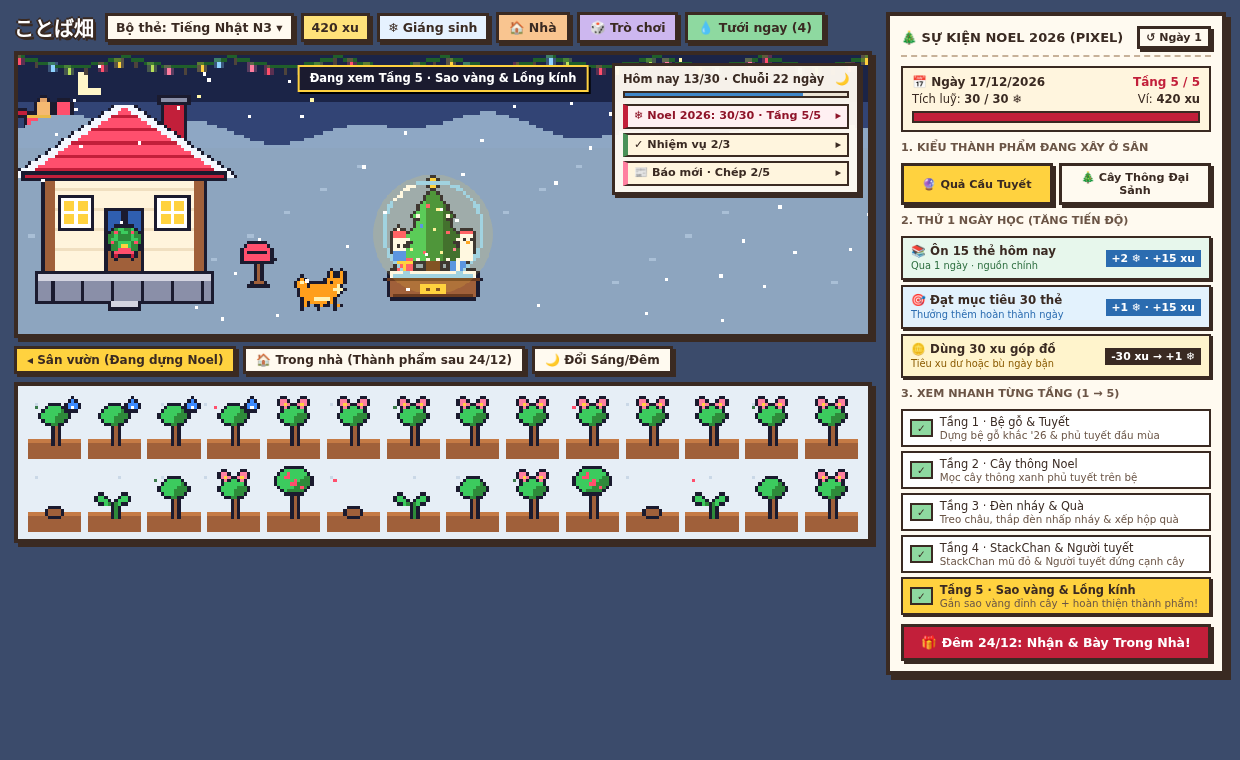 ことば畑
Bộ thẻ: Tiếng Nhật N3 ▾
420 xu
❄ Giáng sinh
🏠 Nhà
🎲 Trò chơi
💧 Tưới ngay (4)
Đang xem Tầng 5 · Sao vàng & Lồng kính
Hôm nay 13/30 · Chuỗi 22 ngày 🌙
❄ Noel 2026: 30/30 · Tầng 5/5 ▸
✓ Nhiệm vụ 2/3 ▸
📰 Báo mới · Chép 2/5 ▸
◂ Sân vườn (Đang dựng Noel)
🏠 Trong nhà (Thành phẩm sau 24/12)
🌙 Đổi Sáng/Đêm
🎄 SỰ KIỆN NOEL 2026 (PIXEL)
↺ Ngày 1
📅 Ngày 17/12/2026
Tầng 5 / 5
Tích luỹ: 30 / 30 ❄
Ví: 420 xu
1. KIỂU THÀNH PHẨM ĐANG XÂY Ở SÂN
🔮 Quả Cầu Tuyết
🎄 Cây Thông Đại
Sảnh
2. THỬ 1 NGÀY HỌC (TĂNG TIẾN ĐỘ)
📚 Ôn 15 thẻ hôm nay
Qua 1 ngày · nguồn chính
+2 ❄ · +15 xu
🎯 Đạt mục tiêu 30 thẻ
Thưởng thêm hoàn thành ngày
+1 ❄ · +15 xu
🪙 Dùng 30 xu góp đồ
Tiêu xu dư hoặc bù ngày bận
-30 xu → +1 ❄
3. XEM NHANH TỪNG TẦNG (1 → 5)
✓ Tầng 1 · Bệ gỗ & Tuyết
Dựng bệ gỗ khắc '26 & phủ tuyết đầu mùa
✓ Tầng 2 · Cây thông Noel
Mọc cây thông xanh phủ tuyết trên bệ
✓ Tầng 3 · Đèn nháy & Quà
Treo châu, thắp đèn nhấp nháy & xếp hộp quà
✓ Tầng 4 · StackChan & Người tuyết
StackChan mũ đỏ & Người tuyết đứng cạnh cây
✓ Tầng 5 · Sao vàng & Lồng kính
Gắn sao vàng đỉnh cây + hoàn thiện thành phẩm!
🎁 Đêm 24/12: Nhận & Bày Trong Nhà!